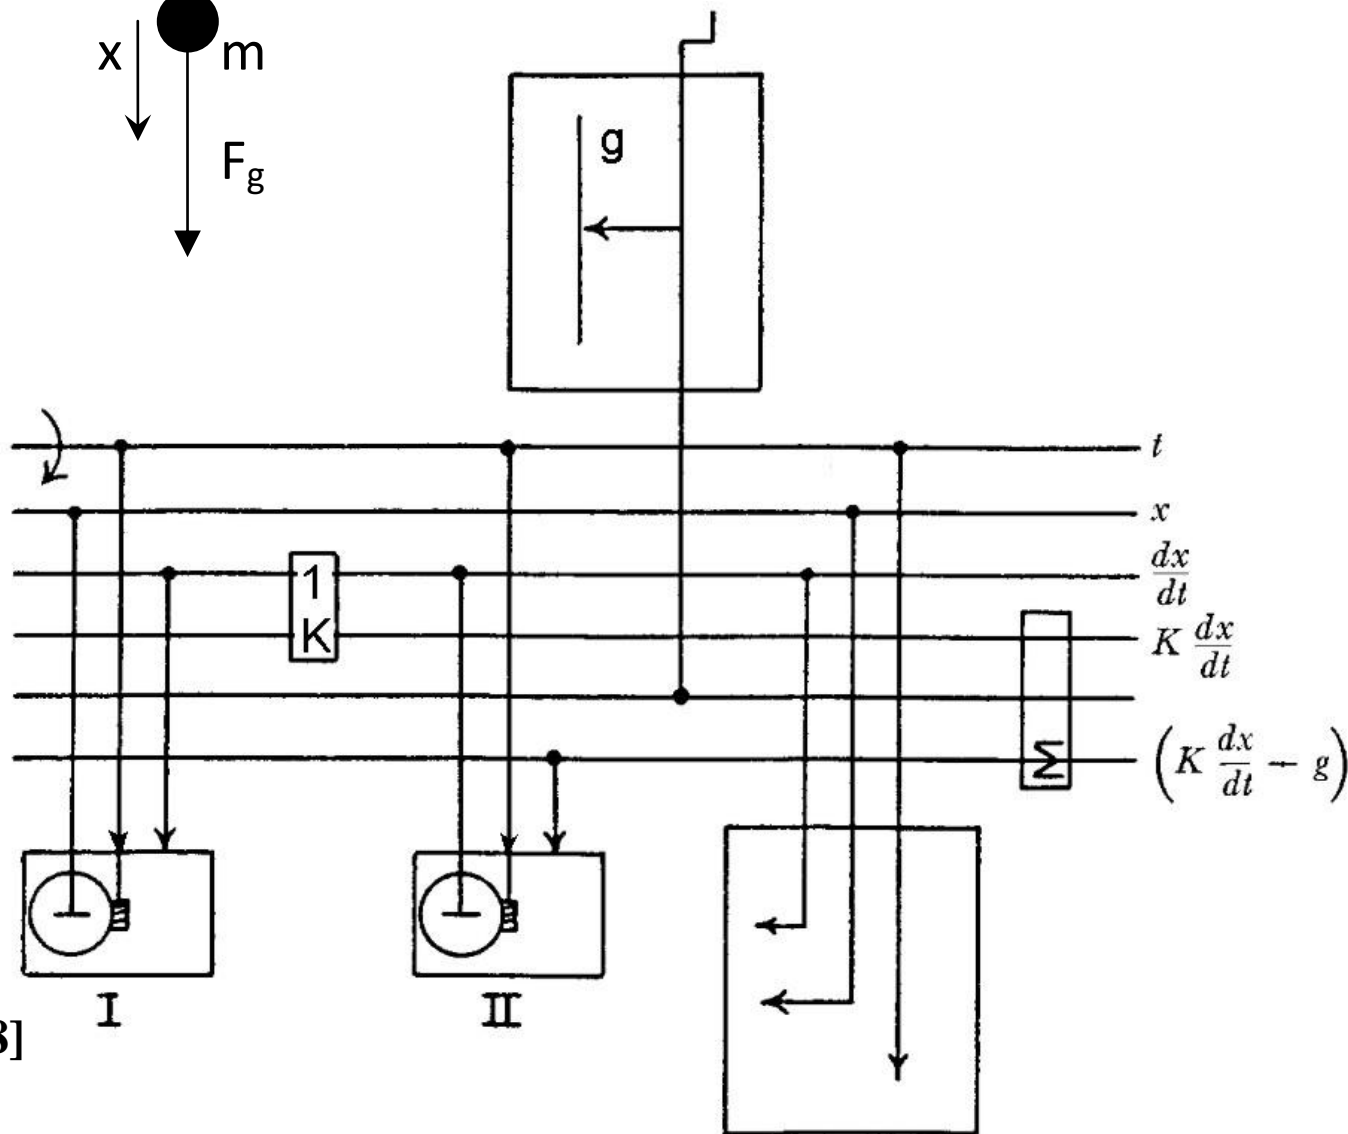 x
m
F_g
g
t
x
dx/dt
1
K
K dx/dt
Σ
(K dx/dt - g)
I
II
3]